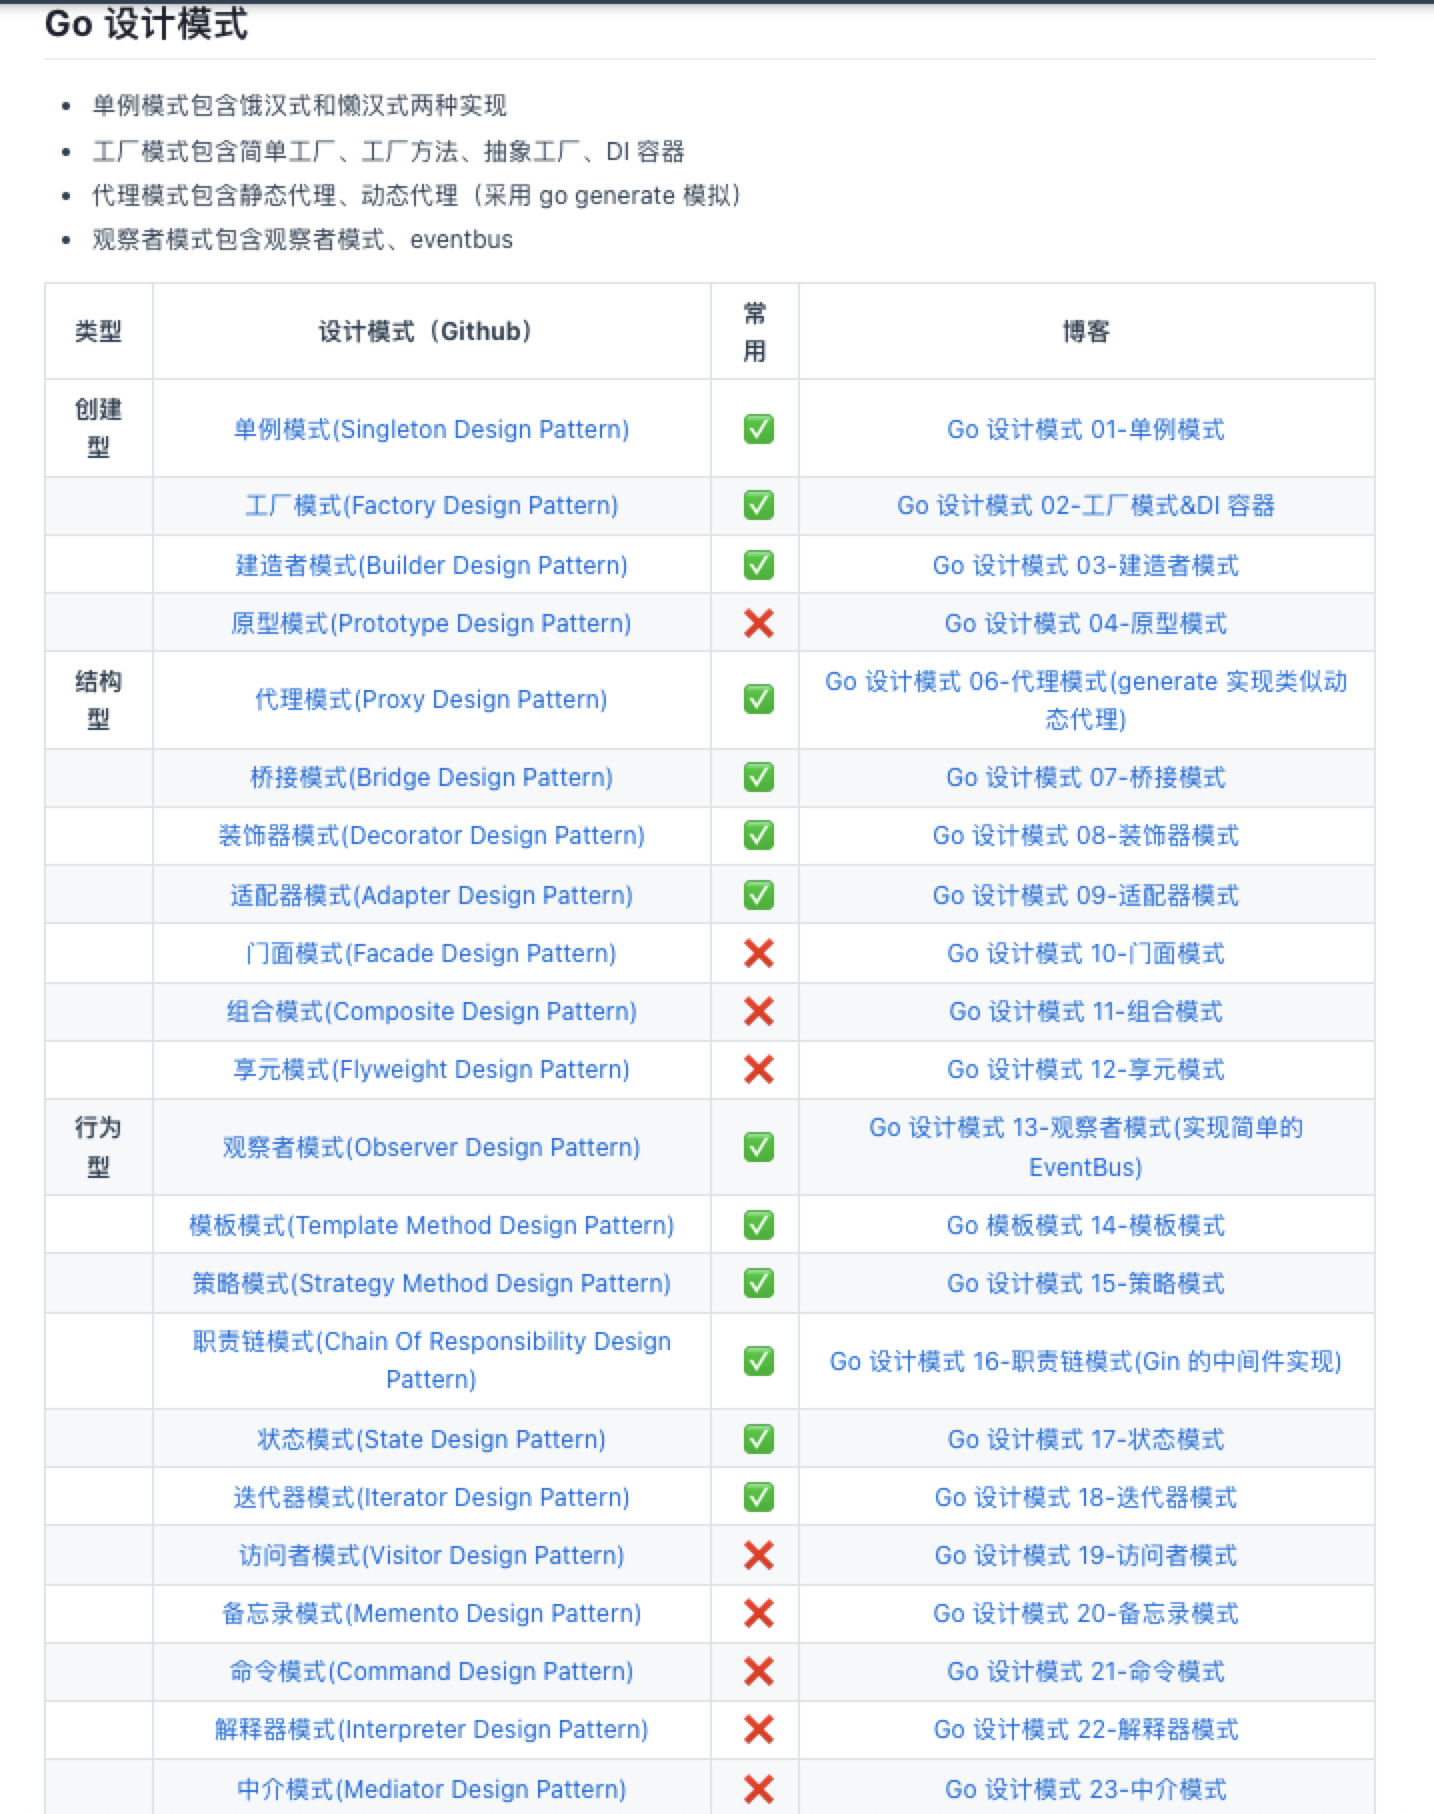 Go 设计模式
单例模式包含饿汉式和懒汉式两种实现
工厂模式包含简单工厂、工厂方法、抽象工厂、DI 容器
代理模式包含静态代理、动态代理（采用 go generate 模拟）
观察者模式包含观察者模式、eventbus
类型 设计模式（Github） 常用 博客
创建型 单例模式(Singleton Design Pattern) ✅ Go 设计模式 01-单例模式
工厂模式(Factory Design Pattern) ✅ Go 设计模式 02-工厂模式&DI 容器
建造者模式(Builder Design Pattern) ✅ Go 设计模式 03-建造者模式
原型模式(Prototype Design Pattern) ❌ Go 设计模式 04-原型模式
结构型 代理模式(Proxy Design Pattern) ✅ Go 设计模式 06-代理模式(generate 实现类似动态代理)
桥接模式(Bridge Design Pattern) ✅ Go 设计模式 07-桥接模式
装饰器模式(Decorator Design Pattern) ✅ Go 设计模式 08-装饰器模式
适配器模式(Adapter Design Pattern) ✅ Go 设计模式 09-适配器模式
门面模式(Facade Design Pattern) ❌ Go 设计模式 10-门面模式
组合模式(Composite Design Pattern) ❌ Go 设计模式 11-组合模式
享元模式(Flyweight Design Pattern) ❌ Go 设计模式 12-享元模式
行为型 观察者模式(Observer Design Pattern) ✅ Go 设计模式 13-观察者模式(实现简单的 EventBus)
模板模式(Template Method Design Pattern) ✅ Go 模板模式 14-模板模式
策略模式(Strategy Method Design Pattern) ✅ Go 设计模式 15-策略模式
职责链模式(Chain Of Responsibility Design Pattern) ✅ Go 设计模式 16-职责链模式(Gin 的中间件实现)
状态模式(State Design Pattern) ✅ Go 设计模式 17-状态模式
迭代器模式(Iterator Design Pattern) ✅ Go 设计模式 18-迭代器模式
访问者模式(Visitor Design Pattern) ❌ Go 设计模式 19-访问者模式
备忘录模式(Memento Design Pattern) ❌ Go 设计模式 20-备忘录模式
命令模式(Command Design Pattern) ❌ Go 设计模式 21-命令模式
解释器模式(Interpreter Design Pattern) ❌ Go 设计模式 22-解释器模式
中介模式(Mediator Design Pattern) ❌ Go 设计模式 23-中介模式